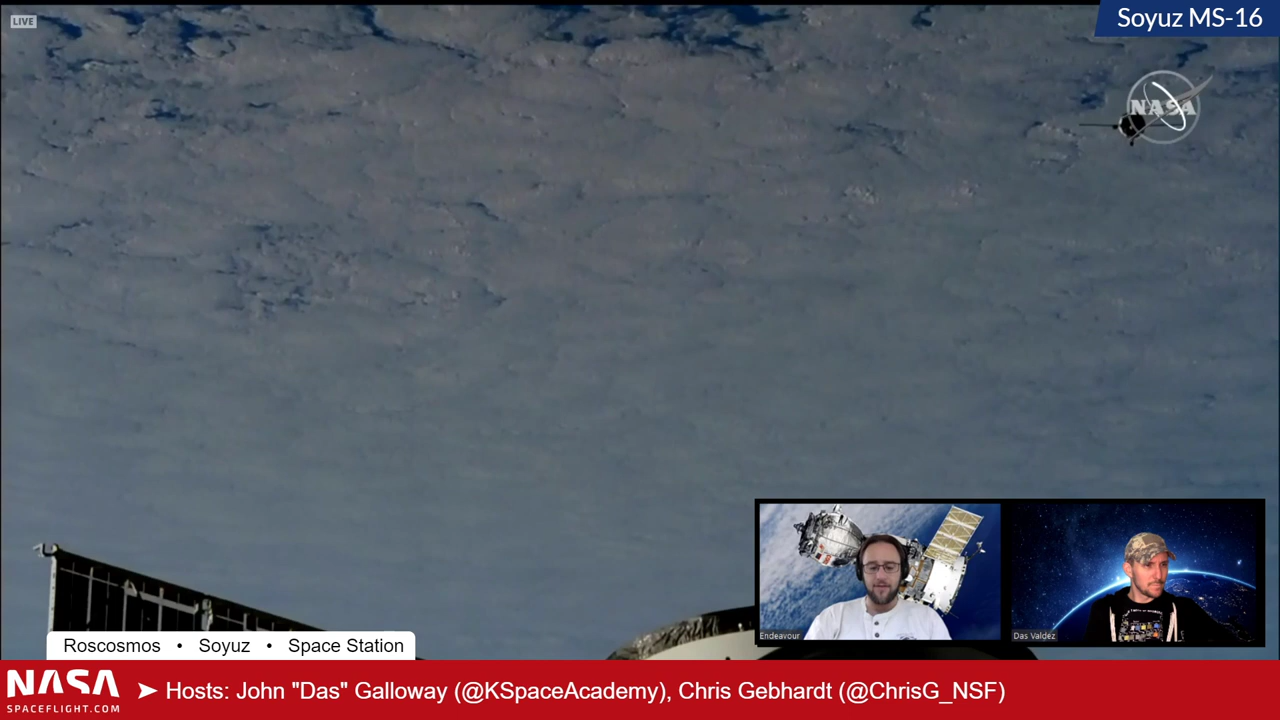 LIVE
Soyuz MS-16
NASA
Endeavour
Das Valdez
Roscosmos • Soyuz • Space Station
NASA
SPACEFLIGHT.COM
➤ Hosts: John "Das" Galloway (@KSpaceAcademy), Chris Gebhardt (@ChrisG_NSF)